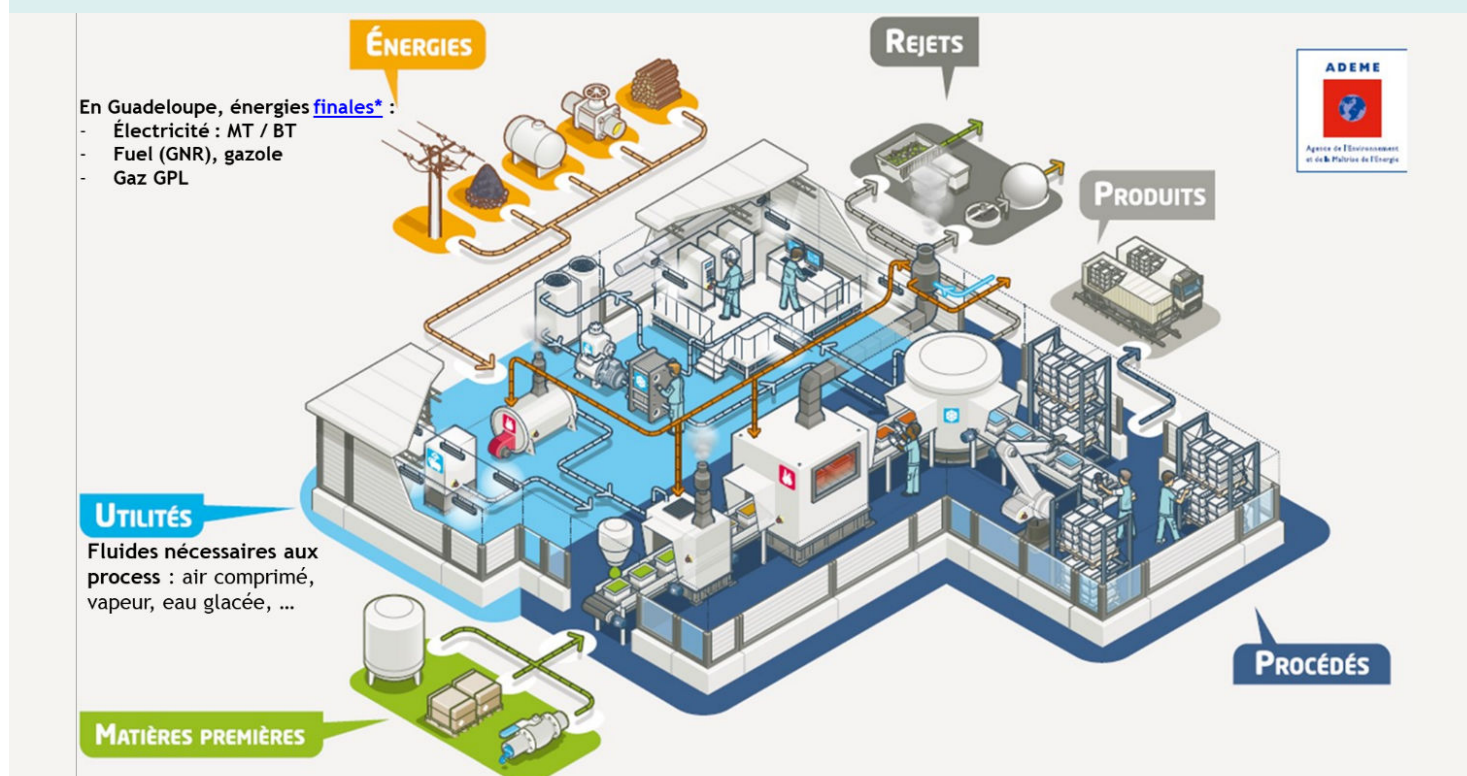 ÉNERGIES
REJETS
ADEME
Agence de l'Environnement
et de la Maîtrise de l'Energie
En Guadeloupe, énergies finales* :
- Électricité : MT / BT
- Fuel (GNR), gazole
- Gaz GPL
PRODUITS
UTILITÉS
Fluides nécessaires aux
process : air comprimé,
vapeur, eau glacée, ...
PROCÉDÉS
MATIÈRES PREMIÈRES